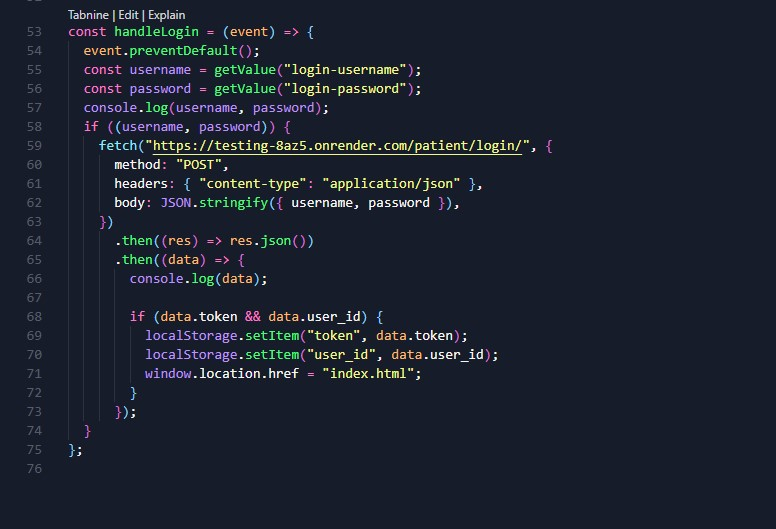 Tabnine | Edit | Explain
53 const handleLogin = (event) => {
54 event.preventDefault();
55 const username = getValue("login-username");
56 const password = getValue("login-password");
57 console.log(username, password);
58 if ((username, password)) {
59 fetch("https://testing-8az5.onrender.com/patient/login/", {
60 method: "POST",
61 headers: { "content-type": "application/json" },
62 body: JSON.stringify({ username, password }),
63 })
64 .then((res) => res.json())
65 .then((data) => {
66 console.log(data);
67
68 if (data.token && data.user_id) {
69 localStorage.setItem("token", data.token);
70 localStorage.setItem("user_id", data.user_id);
71 window.location.href = "index.html";
72 }
73 });
74 }
75 };
76